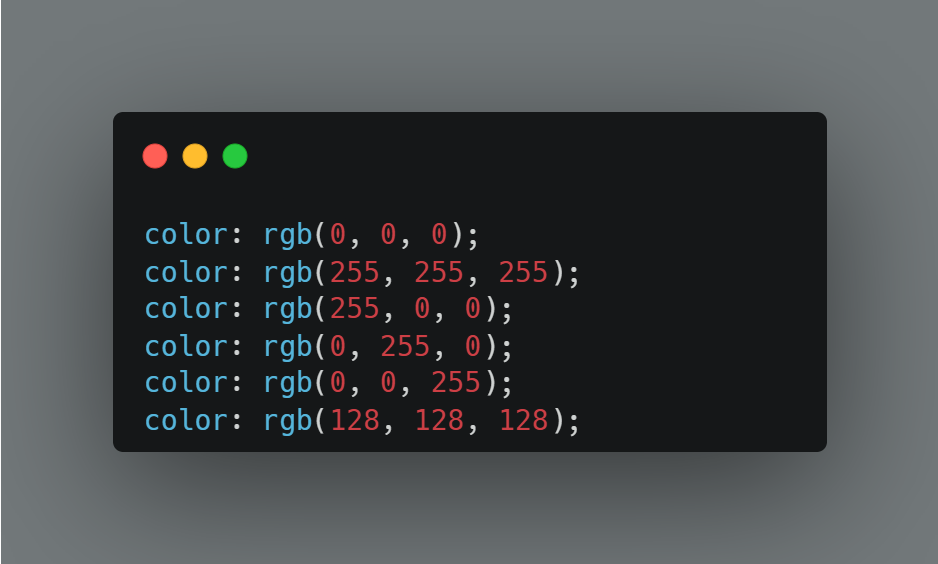 color: rgb(0, 0, 0);
color: rgb(255, 255, 255);
color: rgb(255, 0, 0);
color: rgb(0, 255, 0);
color: rgb(0, 0, 255);
color: rgb(128, 128, 128);